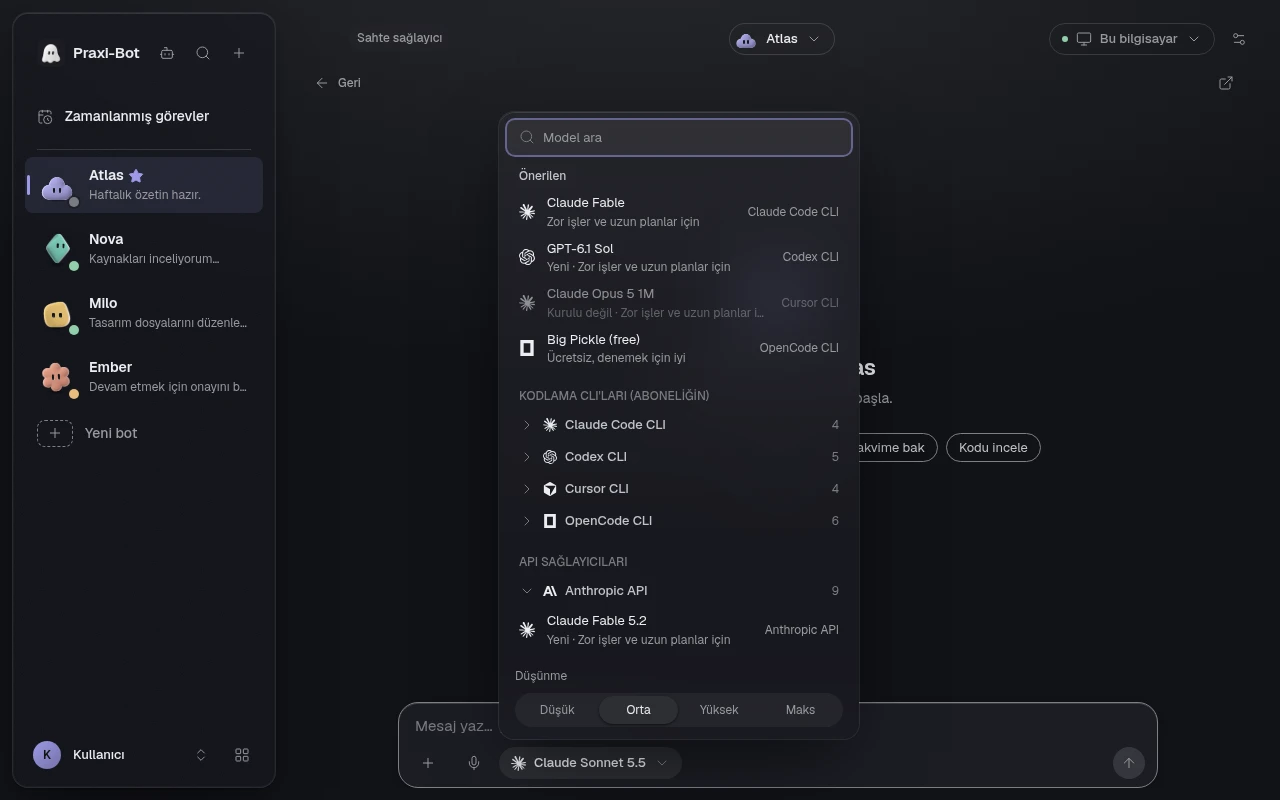 Praxi-Bot
Zamanlanmış görevler
Atlas
Haftalık özetin hazır.
Nova
Kaynakları inceliyorum…
Milo
Tasarım dosyalarını düzenle…
Ember
Devam etmek için onayını b…
Yeni bot
K
Kullanıcı
Sahte sağlayıcı
Atlas
Bu bilgisayar
Geri
Model ara
Önerilen
Claude Fable
Zor işler ve uzun planlar için
Claude Code CLI
GPT-6.1 Sol
Yeni · Zor işler ve uzun planlar için
Codex CLI
Claude Opus 5 1M
Kurulu değil · Zor işler ve uzun planlar i…
Cursor CLI
Big Pickle (free)
Ücretsiz, denemek için iyi
OpenCode CLI
KODLAMA CLI'LARI (ABONELİĞİN)
Claude Code CLI 4
Codex CLI 5
Cursor CLI 4
OpenCode CLI 6
API SAĞLAYICILARI
Anthropic API 9
Claude Fable 5.2
Yeni · Zor işler ve uzun planlar için
Anthropic API
Düşünme
Düşük Orta Yüksek Maks
as
başla.
akvime bak
Kodu incele
Mesaj yaz…
Claude Sonnet 5.5